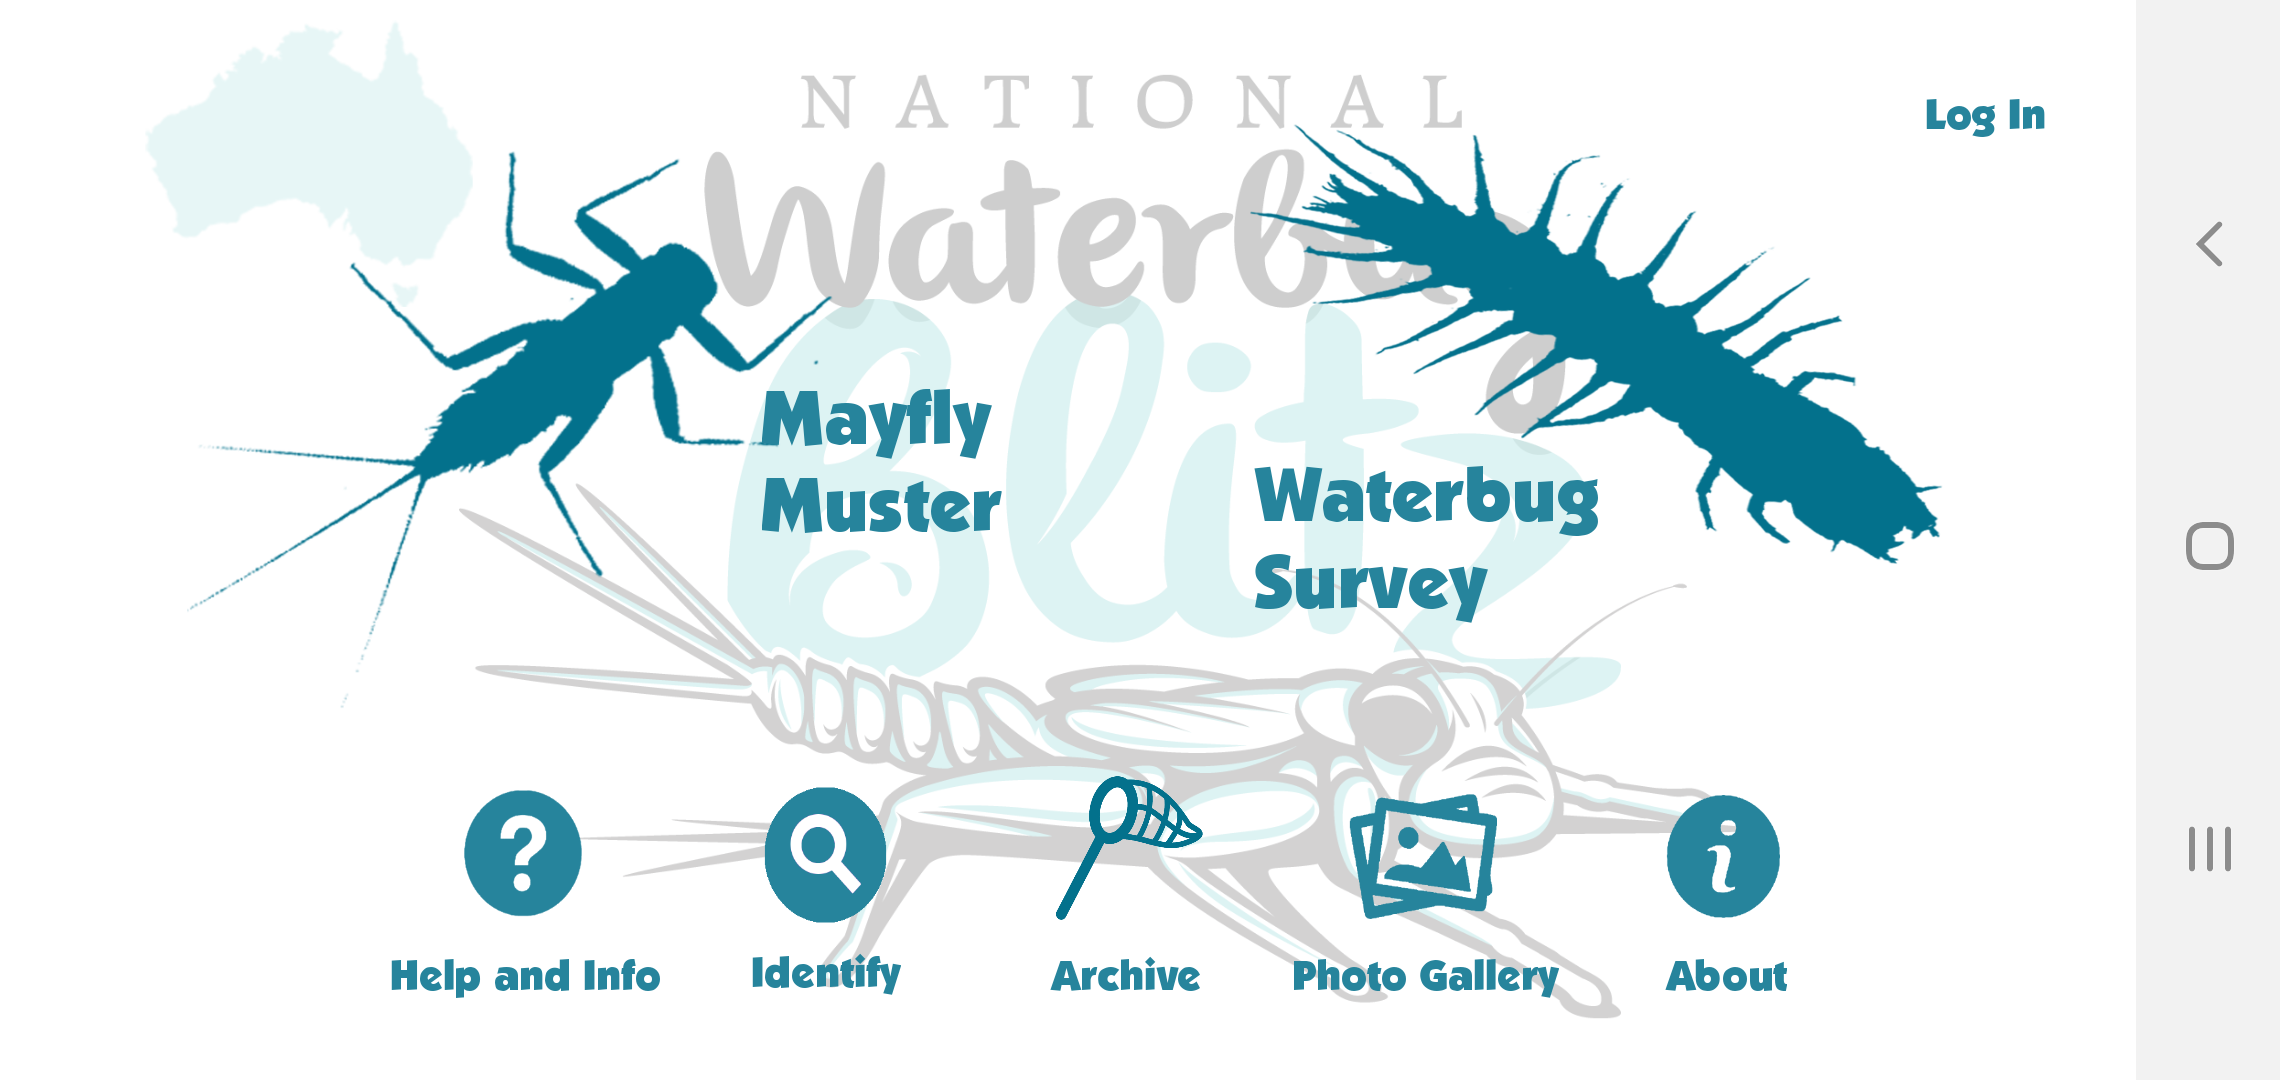 NATIONAL
Log In
Waterbug
Blitz
Mayfly
Muster
Waterbug
Survey
Help and Info
Identify
Archive
Photo Gallery
About